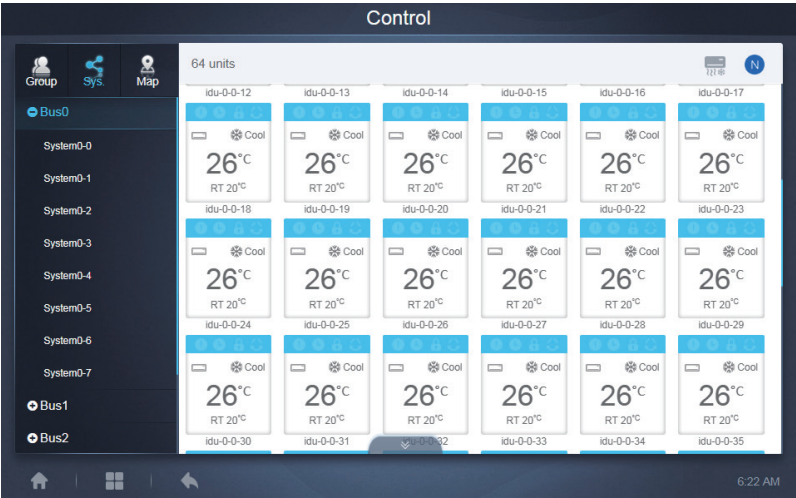 Control
Group Sys. Map
64 units
N
idu-0-0-12 idu-0-0-13 idu-0-0-14 idu-0-0-15 idu-0-0-16 idu-0-0-17
Bus0
Cool Cool Cool Cool Cool Cool
System0-0
26°C 26°C 26°C 26°C 26°C 26°C
System0-1
RT 20°C RT 20°C RT 20°C RT 20°C RT 20°C RT 20°C
System0-2
idu-0-0-18 idu-0-0-19 idu-0-0-20 idu-0-0-21 idu-0-0-22 idu-0-0-23
System0-3
Cool Cool Cool Cool Cool Cool
System0-4
26°C 26°C 26°C 26°C 26°C 26°C
System0-5
RT 20°C RT 20°C RT 20°C RT 20°C RT 20°C RT 20°C
idu-0-0-24 idu-0-0-25 idu-0-0-26 idu-0-0-27 idu-0-0-28 idu-0-0-29
System0-6
System0-7
Cool Cool Cool Cool Cool Cool
26°C 26°C 26°C 26°C 26°C 26°C
Bus1
RT 20°C RT 20°C RT 20°C RT 20°C RT 20°C RT 20°C
Bus2
idu-0-0-30 idu-0-0-31 idu-0-0-32 idu-0-0-33 idu-0-0-34 idu-0-0-35
6:22 AM